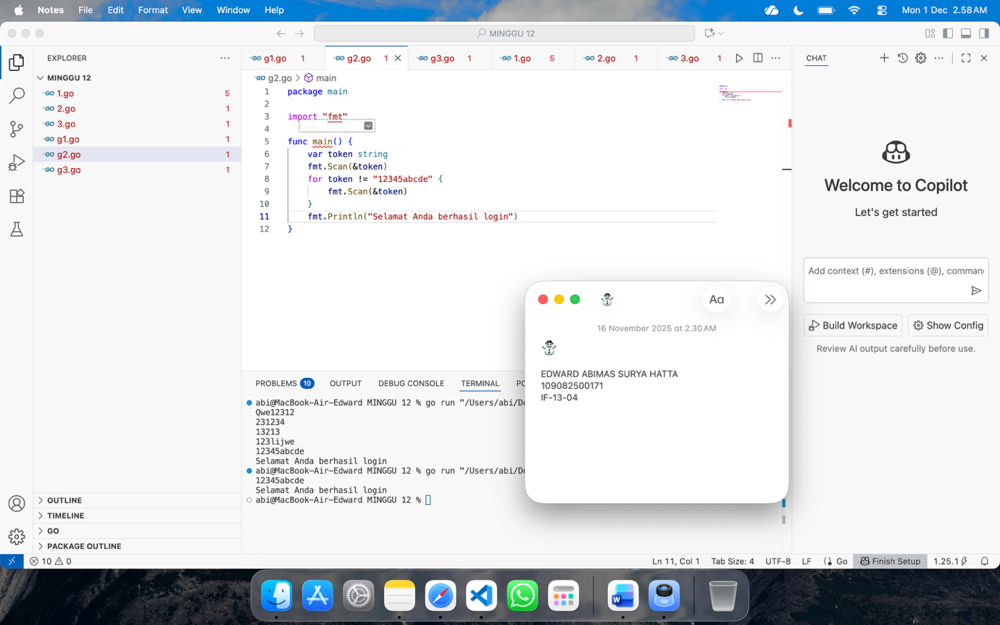 Notes File Edit Format View Window Help Mon 1 Dec 2.58 AM
MINGGU 12
EXPLORER
MINGGU 12
1.go 5
2.go 1
3.go 1
g1.go 1
g2.go 1
g3.go 1
OUTLINE
TIMELINE
GO
PACKAGE OUTLINE
g1.go 1 g2.go 1 g3.go 1 1.go 5 2.go 1 3.go 1
g2.go > main
1 package main
2
3 import "fmt"
4
5 func main() {
6 var token string
7 fmt.Scan(&token)
8 for token != "12345abcde" {
9 fmt.Scan(&token)
10 }
11 fmt.Println("Selamat Anda berhasil login")
12 }
PROBLEMS 10 OUTPUT DEBUG CONSOLE TERMINAL
abi@MacBook-Air-Edward MINGGU 12 % go run "/Users/abi/Do
Qwe12312
231234
13213
123lijwe
12345abcde
Selamat Anda berhasil login
abi@MacBook-Air-Edward MINGGU 12 % go run "/Users/abi/Do
12345abcde
Selamat Anda berhasil login
abi@MacBook-Air-Edward MINGGU 12 %
Aa
16 November 2025 at 2.30 AM
EDWARD ABIMAS SURYA HATTA
109082500171
IF-13-04
CHAT
Welcome to Copilot
Let's get started
Add context (#), extensions (@), comman
Build Workspace Show Config
Review AI output carefully before use.
10 0 Ln 11, Col 1 Tab Size: 4 UTF-8 LF Go Finish Setup 1.25.1